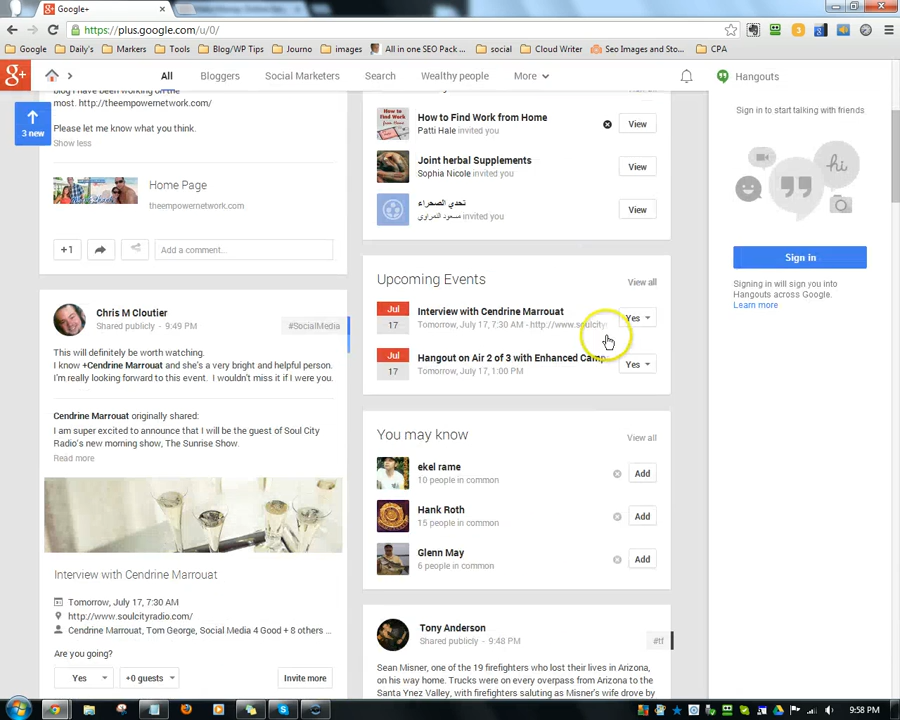 Google+
https://plus.google.com/u/0/
Google
Daily's
Markers
Tools
Blog/WP Tips
Journo
images
All in one SEO Pack ...
social
Cloud Writer
Seo Images and Sto...
CPA
g+
All
Bloggers
Social Marketers
Search
Wealthy people
More
Hangouts
3 new
blog I have been working on the
most. http://theempowernetwork.com/
Please let me know what you think.
Show less
Home Page
theempowernetwork.com
+1
Add a comment...
Chris M Cloutier
Shared publicly - 9:49 PM
#SocialMedia
This will definitely be worth watching.
I know +Cendrine Marrouat and she's a very bright and helpful person.
I'm really looking forward to this event. I wouldn't miss it if I were you.
Cendrine Marrouat originally shared:
I am super excited to announce that I will be the guest of Soul City
Radio's new morning show, The Sunrise Show.
Read more
Interview with Cendrine Marrouat
Tomorrow, July 17, 7:30 AM
http://www.soulcityradio.com/
Cendrine Marrouat, Tom George, Social Media 4 Good + 8 others ...
Are you going?
Yes
+0 guests
Invite more
How to Find Work from Home
Patti Hale invited you
View
Joint herbal Supplements
Sophia Nicole invited you
View
تحدي الصحراء
مسعود النمراوي invited you
View
Upcoming Events
View all
Jul
17
Interview with Cendrine Marrouat
Tomorrow, July 17, 7:30 AM - http://www.soulcity
Yes
Jul
17
Hangout on Air 2 of 3 with Enhanced Camp
Tomorrow, July 17, 1:00 PM
Yes
You may know
View all
ekel rame
10 people in common
Add
Hank Roth
15 people in common
Add
Glenn May
6 people in common
Add
Tony Anderson
Shared publicly - 9:48 PM
#tf
Sean Misner, one of the 19 firefighters who lost their lives in Arizona,
on his way home. Trucks were on every overpass from Arizona to the
Santa Ynez Valley, with firefighters saluting as Misner's wife drove by
Sign in to start talking with friends
hi
Sign in
Signing in will sign you into
Hangouts across Google.
Learn more
9:58 PM